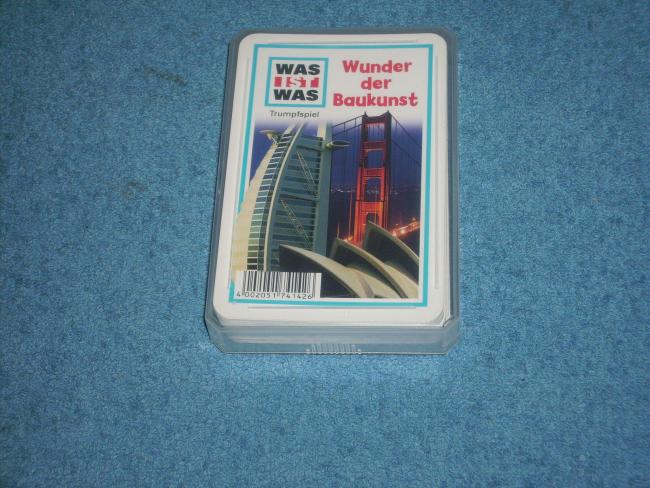 WAS
IST
WAS
Trumpfspiel
Wunder
der
Baukunst
4 002051 741426